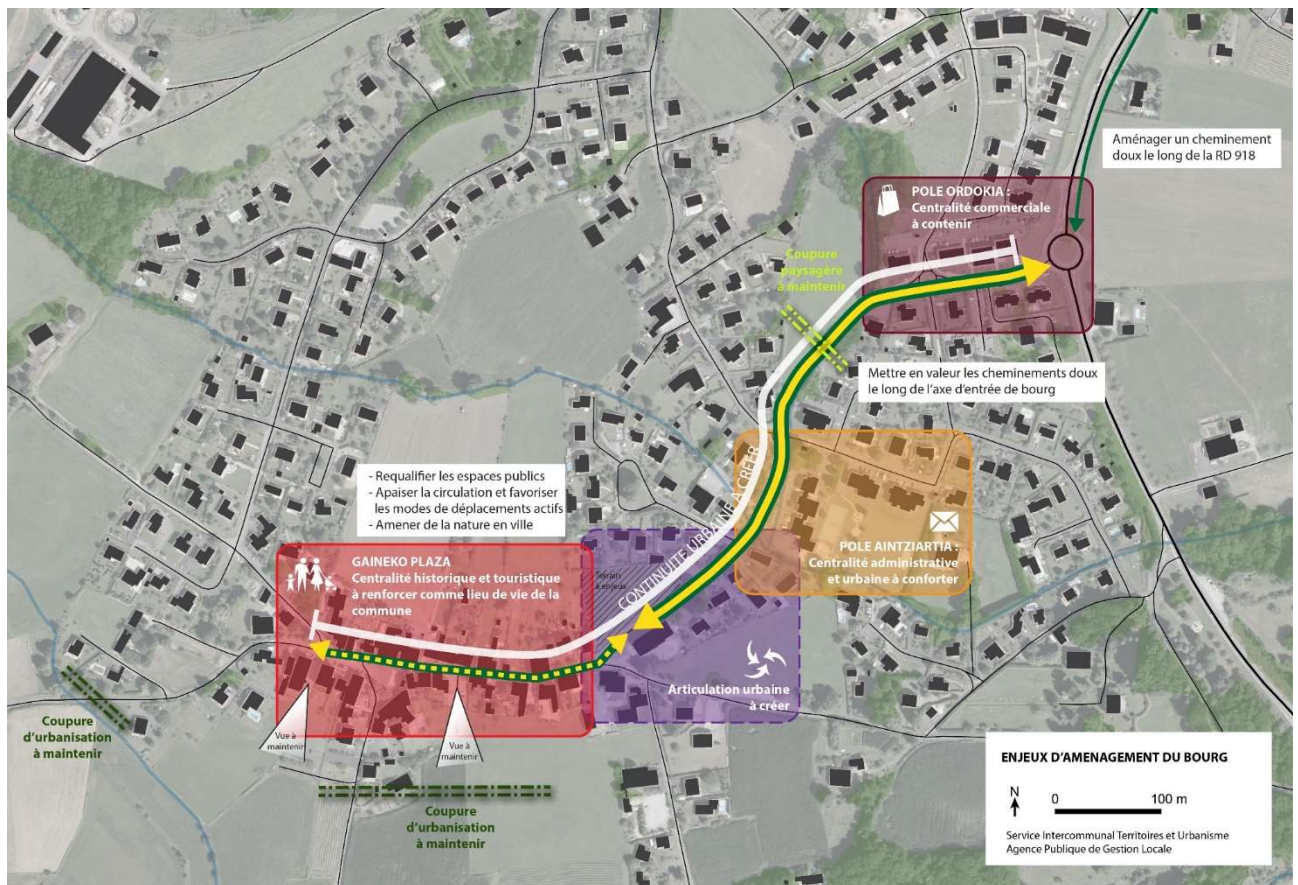 Aménager un cheminement
doux le long de la RD 918
POLE ORDOKIA :
Centralité commerciale
à contenir
Coupure
paysagère
à maintenir
Mettre en valeur les cheminements doux
le long de l'axe d'entrée de bourg
- Requalifier les espaces publics
- Apaiser la circulation et favoriser
les modes de déplacements actifs
- Amener de la nature en ville
CONTINUITE URBAINE A CREER
POLE AINTZIARTIA :
Centralité administrative
et urbaine à conforter
GAINEKO PLAZA
Centralité historique et touristique
à renforcer comme lieu de vie de la
commune
Terrain
à enjeux
Articulation urbaine
à créer
Coupure
d'urbanisation
à maintenir
Vue à
maintenir
Vue à
maintenir
Coupure
d'urbanisation
à maintenir
ENJEUX D'AMENAGEMENT DU BOURG
N
0 100 m
Service Intercommunal Territoires et Urbanisme
Agence Publique de Gestion Locale